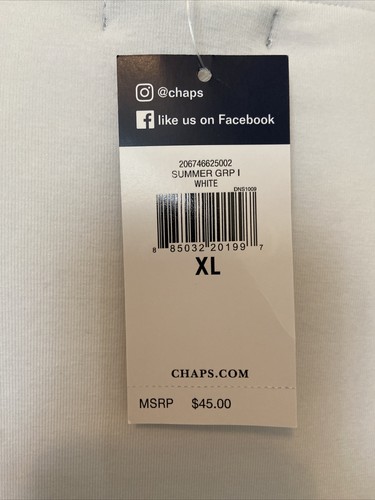 @chaps
like us on Facebook
206746625002
SUMMER GRP I
WHITE
DNS1009
8 85032 20199 7
XL
CHAPS.COM
MSRP $45.00